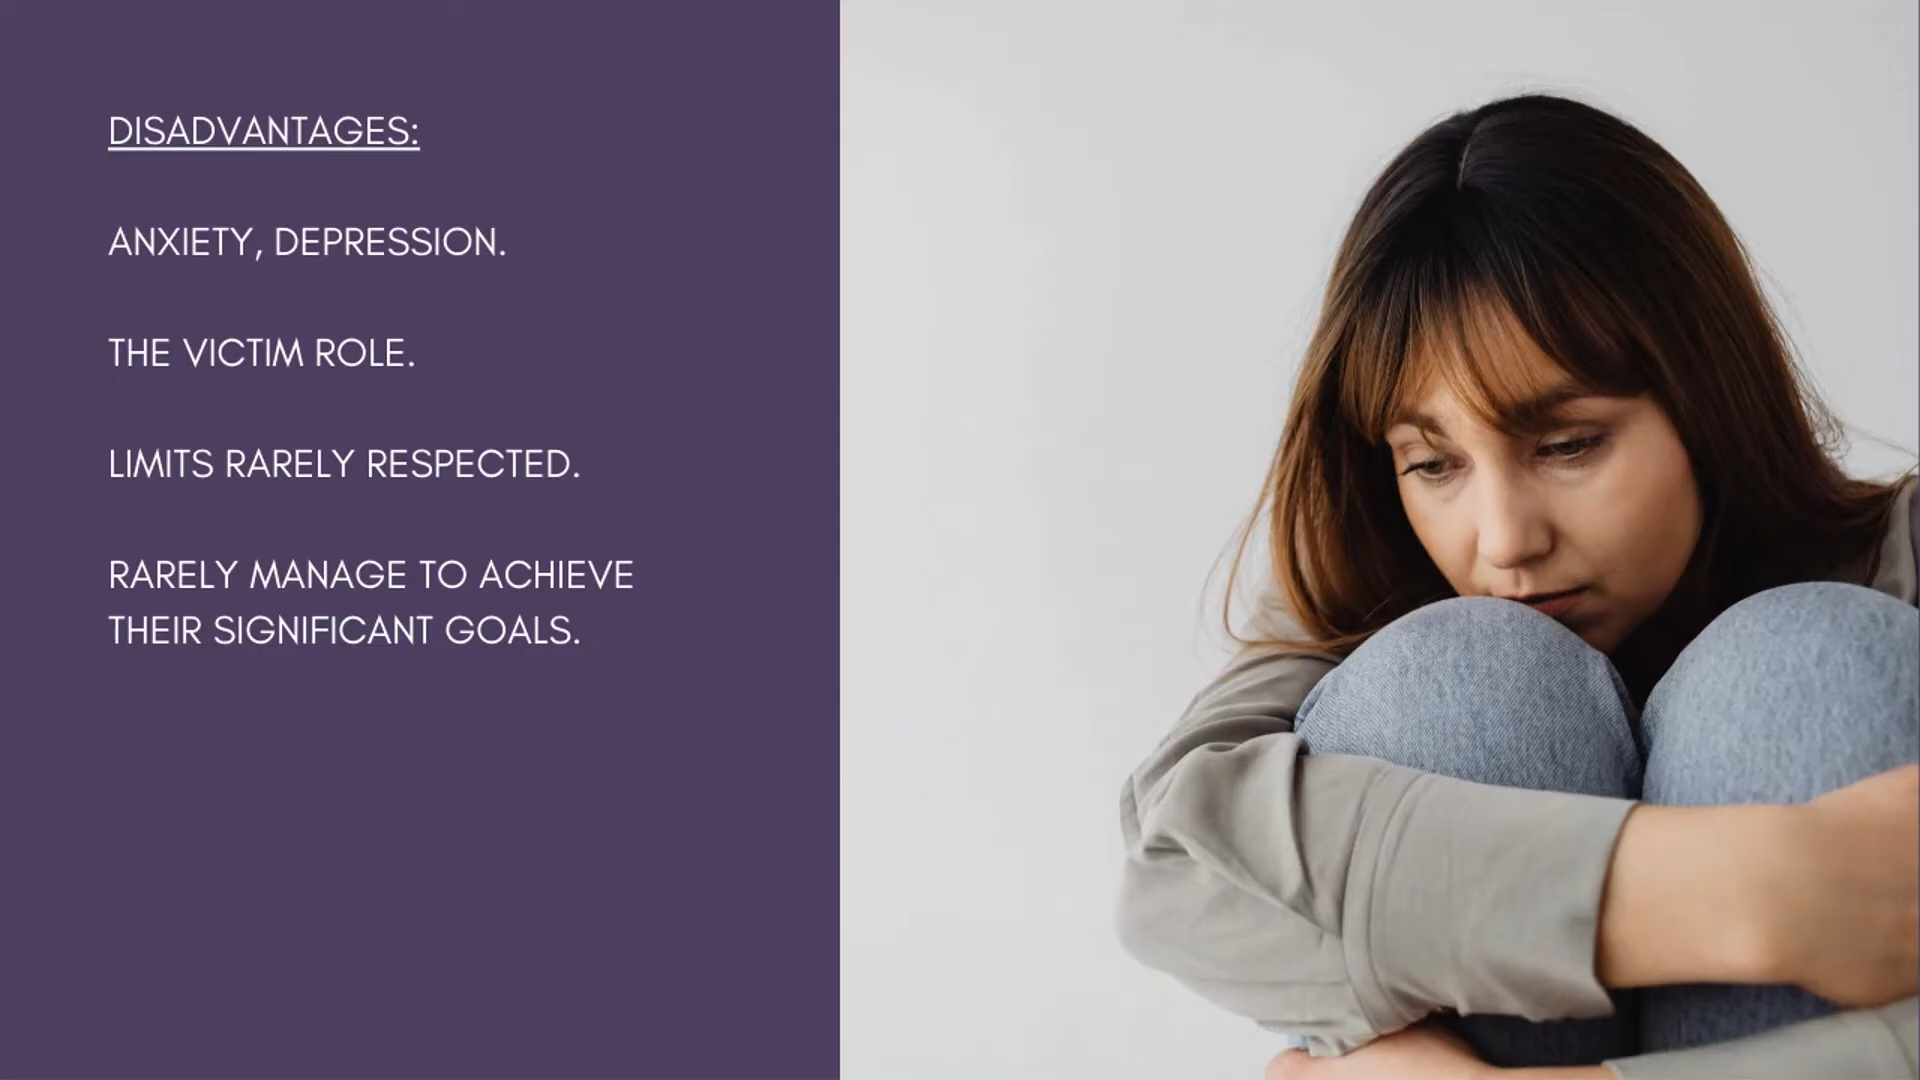 DISADVANTAGES:
ANXIETY, DEPRESSION.
THE VICTIM ROLE.
LIMITS RARELY RESPECTED.
RARELY MANAGE TO ACHIEVE
THEIR SIGNIFICANT GOALS.